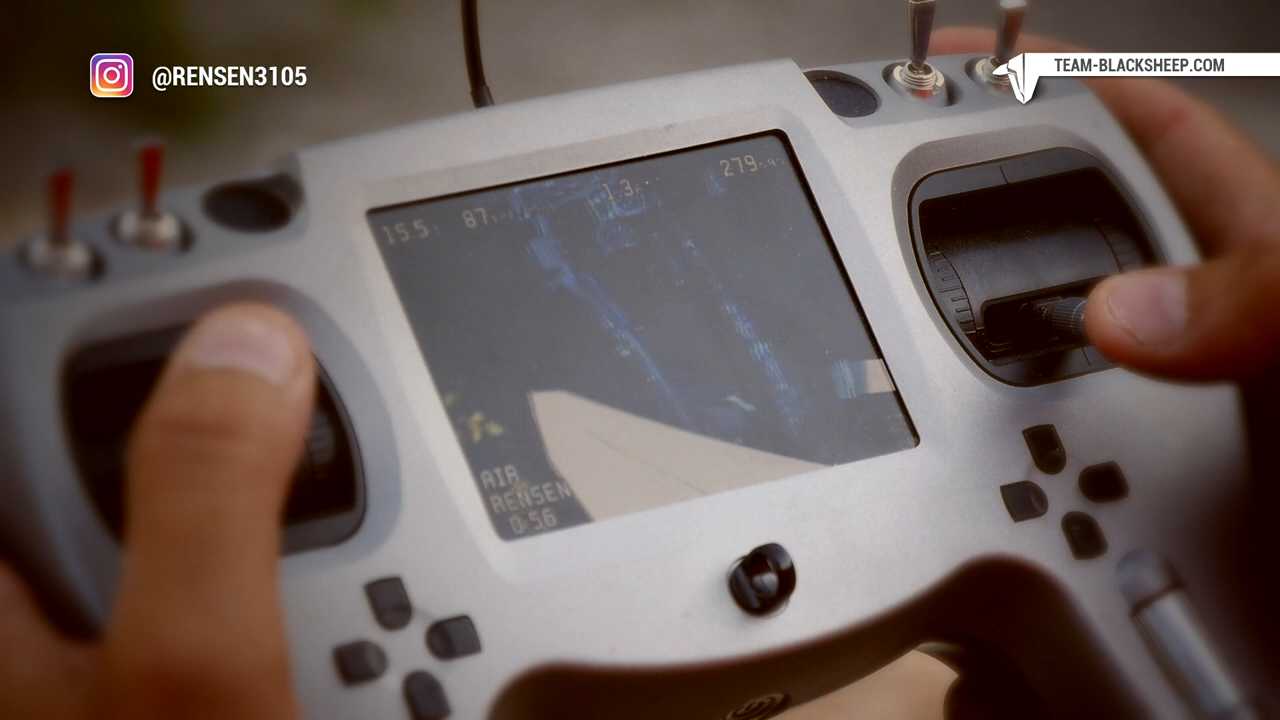 @RENSEN3105
TEAM-BLACKSHEEP.COM
15.5
87
1.3
279
AIR
RENSEN
0:56